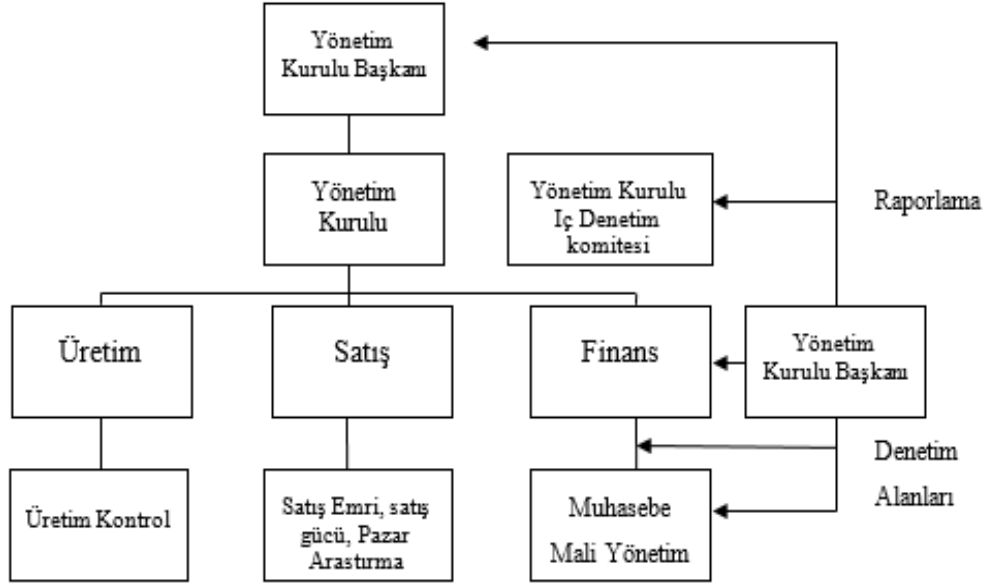 Yönetim
Kurulu Başkanı
Yönetim
Kurulu
Yönetim Kurulu
Iç Denetim
komitesi
Raporlama
Üretim
Satış
Finans
Yönetim
Kurulu Başkanı
Denetim
Alanları
Üretim Kontrol
Satış Emri, satış
gücü, Pazar
Arastırma
Muhasebe
Mali Yönetim